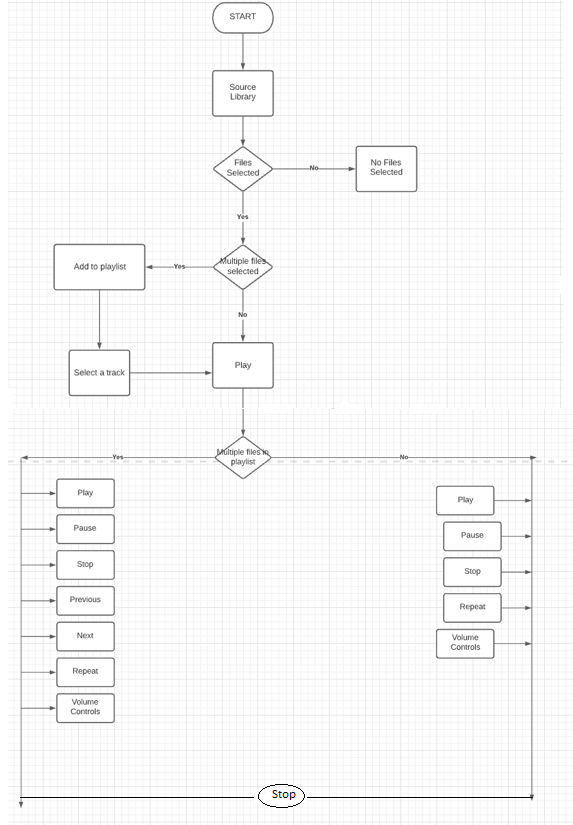 START
Source
Library
Files
Selected
No
No Files
Selected
Yes
Multiple files
selected
Yes
Add to playlist
No
Select a track
Play
Multiple files in
playlist
Yes
No
Play
Pause
Stop
Previous
Next
Repeat
Volume
Controls
Play
Pause
Stop
Repeat
Volume
Controls
Stop